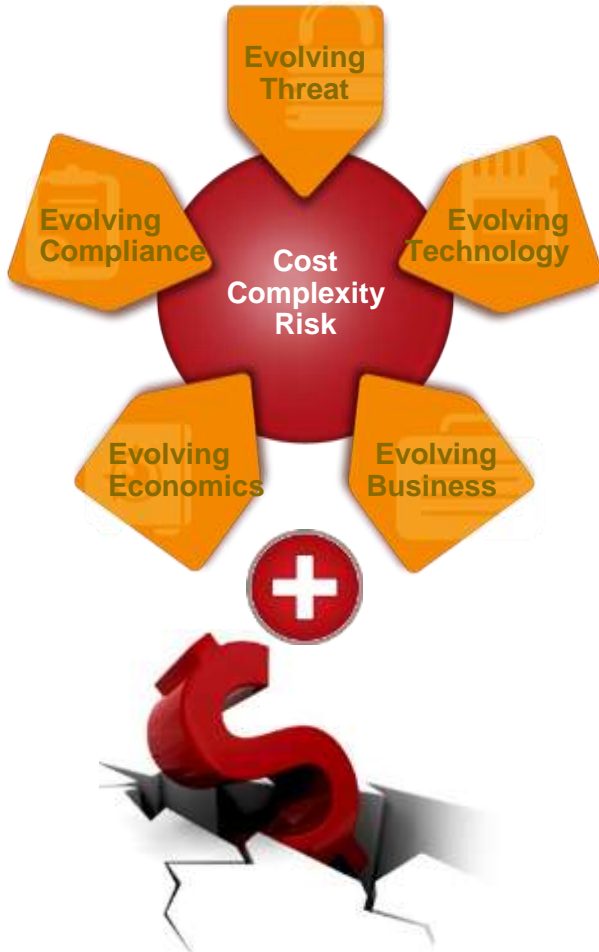 Evolving
Threat
Evolving
Compliance
Evolving
Technology
Cost
Complexity
Risk
Evolving
Economics
Evolving
Business